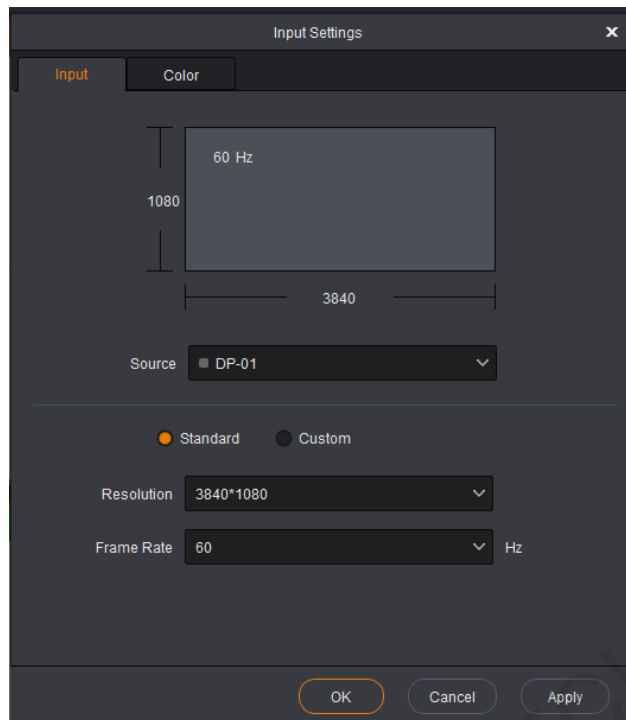 Input Settings
Input Color
60 Hz
1080
3840
Source DP-01
Standard Custom
Resolution 3840*1080
Frame Rate 60 Hz
OK Cancel Apply